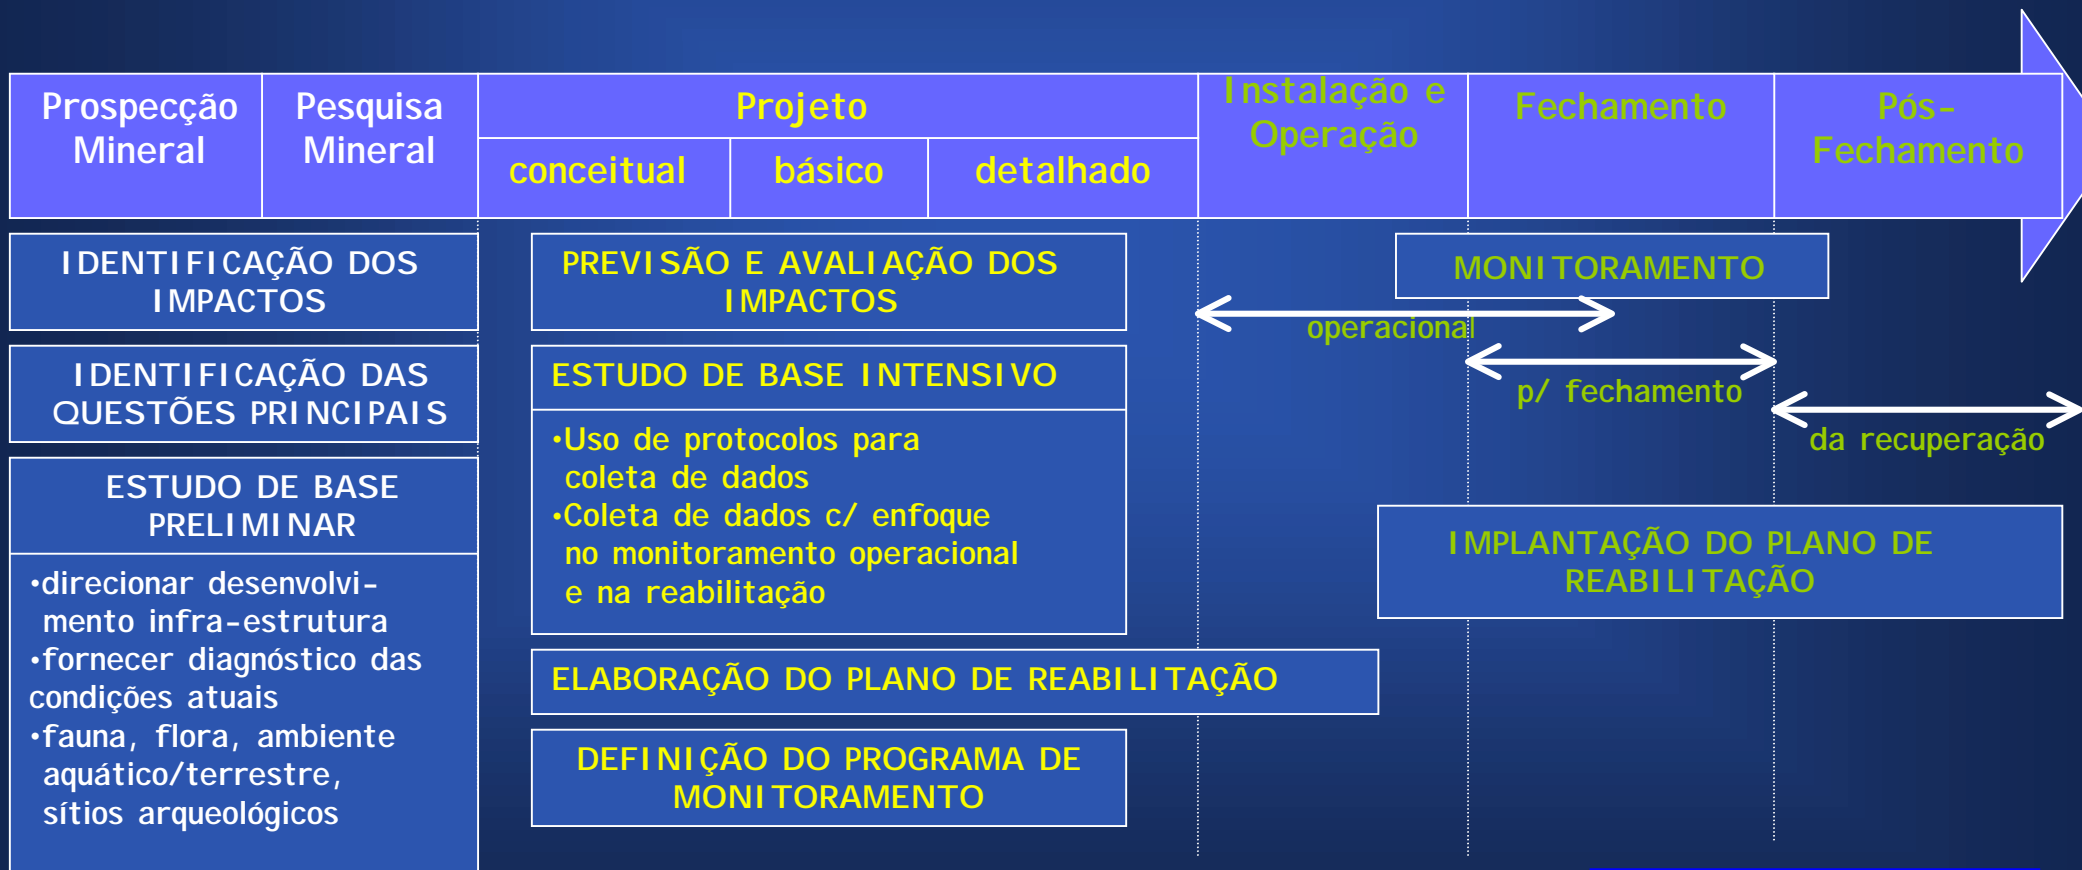 Prospecção
Mineral
Pesquisa
Mineral
Projeto
conceitual
básico
detalhado
Instalação e
Operação
Fechamento
Pós-
Fechamento
IDENTIFICAÇÃO DOS
IMPACTOS
IDENTIFICAÇÃO DAS
QUESTÕES PRINCIPAIS
ESTUDO DE BASE
PRELIMINAR
•direcionar desenvolvi-
mento infra-estrutura
•fornecer diagnóstico das
condições atuais
•fauna, flora, ambiente
aquático/terrestre,
sítios arqueológicos
PREVISÃO E AVALIAÇÃO DOS
IMPACTOS
ESTUDO DE BASE INTENSIVO
•Uso de protocolos para
coleta de dados
•Coleta de dados c/ enfoque
no monitoramento operacional
e na reabilitação
ELABORAÇÃO DO PLANO DE REABILITAÇÃO
DEFINIÇÃO DO PROGRAMA DE
MONITORAMENTO
MONITORAMENTO
operacional
p/ fechamento
da recuperação
IMPLANTAÇÃO DO PLANO DE
REABILITAÇÃO